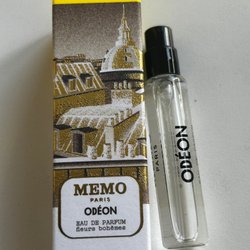 MEMO
PARIS
ODÉON
EAU DE PARFUM
fleurs bohèmes
PARIS
ODÉON